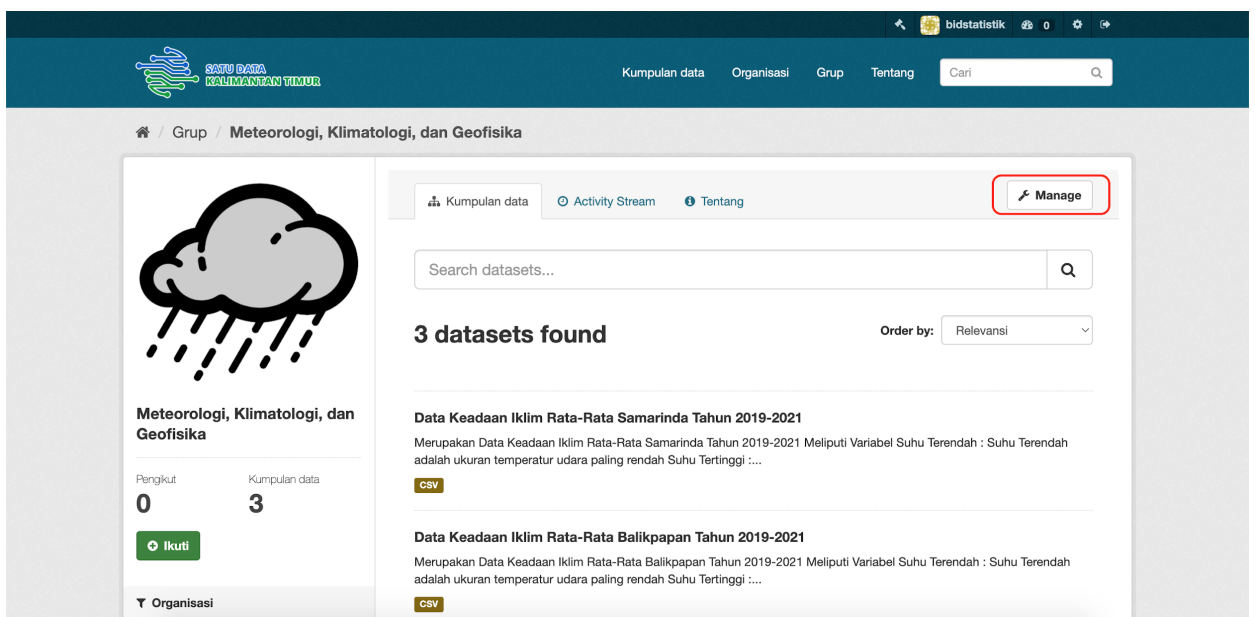 bidstatistik 0
SATU DATA
KALIMANTAN TIMUR
Kumpulan data Organisasi Grup Tentang Cari
/ Grup / Meteorologi, Klimatologi, dan Geofisika
Kumpulan data Activity Stream Tentang Manage
Search datasets...
3 datasets found Order by: Relevansi
Meteorologi, Klimatologi, dan
Geofisika
Pengikut Kumpulan data
0 3
Ikuti
Organisasi
Data Keadaan Iklim Rata-Rata Samarinda Tahun 2019-2021
Merupakan Data Keadaan Iklim Rata-Rata Samarinda Tahun 2019-2021 Meliputi Variabel Suhu Terendah : Suhu Terendah
adalah ukuran temperatur udara paling rendah Suhu Tertinggi :...
CSV
Data Keadaan Iklim Rata-Rata Balikpapan Tahun 2019-2021
Merupakan Data Keadaan Iklim Rata-Rata Balikpapan Tahun 2019-2021 Meliputi Variabel Suhu Terendah : Suhu Terendah
adalah ukuran temperatur udara paling rendah Suhu Tertinggi :...
CSV